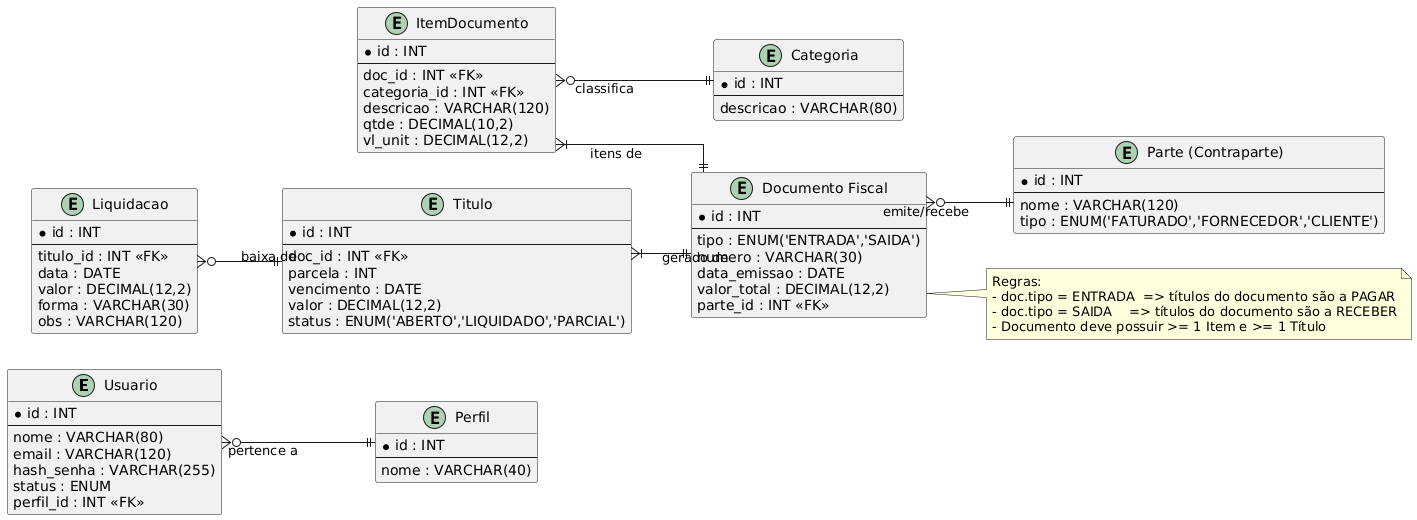 E ItemDocumento
* id : INT
doc_id : INT «FK»
categoria_id : INT «FK»
descricao : VARCHAR(120)
qtde : DECIMAL(10,2)
vl_unit : DECIMAL(12,2)
E Categoria
* id : INT
descricao : VARCHAR(80)
classifica
itens de
E Parte (Contraparte)
* id : INT
nome : VARCHAR(120)
tipo : ENUM('FATURADO','FORNECEDOR','CLIENTE')
emite/recebe
E Liquidacao
* id : INT
titulo_id : INT «FK»
data : DATE
valor : DECIMAL(12,2)
forma : VARCHAR(30)
obs : VARCHAR(120)
baixa de
E Titulo
* id : INT
doc_id : INT «FK»
parcela : INT
vencimento : DATE
valor : DECIMAL(12,2)
status : ENUM('ABERTO','LIQUIDADO','PARCIAL')
gerado de
E Documento Fiscal
* id : INT
tipo : ENUM('ENTRADA','SAIDA')
numero : VARCHAR(30)
data_emissao : DATE
valor_total : DECIMAL(12,2)
parte_id : INT «FK»
Regras:
- doc.tipo = ENTRADA => títulos do documento são a PAGAR
- doc.tipo = SAIDA => títulos do documento são a RECEBER
- Documento deve possuir >= 1 Item e >= 1 Título
E Usuario
* id : INT
nome : VARCHAR(80)
email : VARCHAR(120)
hash_senha : VARCHAR(255)
status : ENUM
perfil_id : INT «FK»
pertence a
E Perfil
* id : INT
nome : VARCHAR(40)